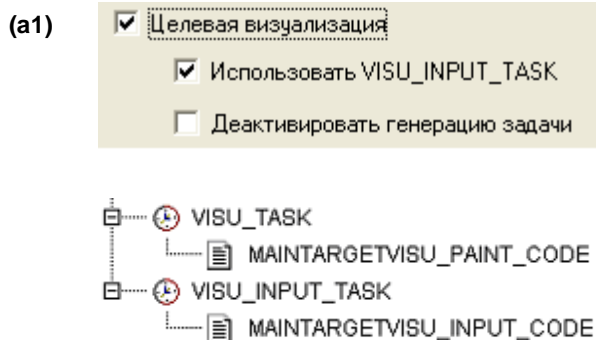 (a1)
Целевая визуализация
Использовать VISU_INPUT_TASK
Деактивировать генерацию задачи
VISU_TASK
MAINTARGETVISU_PAINT_CODE
VISU_INPUT_TASK
MAINTARGETVISU_INPUT_CODE